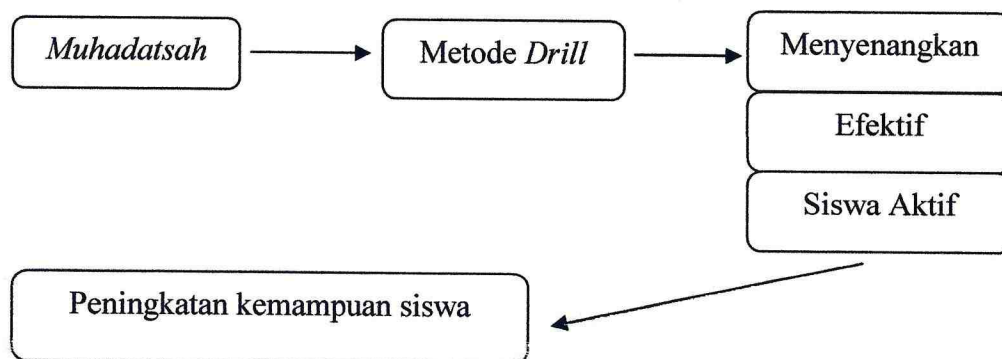 Muhadatsah
Metode Drill
Menyenangkan
Efektif
Siswa Aktif
Peningkatan kemampuan siswa